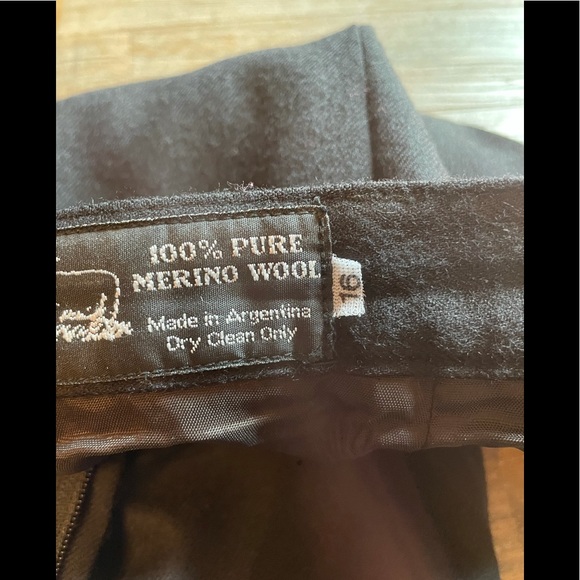 100% PURE
MERINO WOOL
Made in Argentina
Dry Clean Only
16